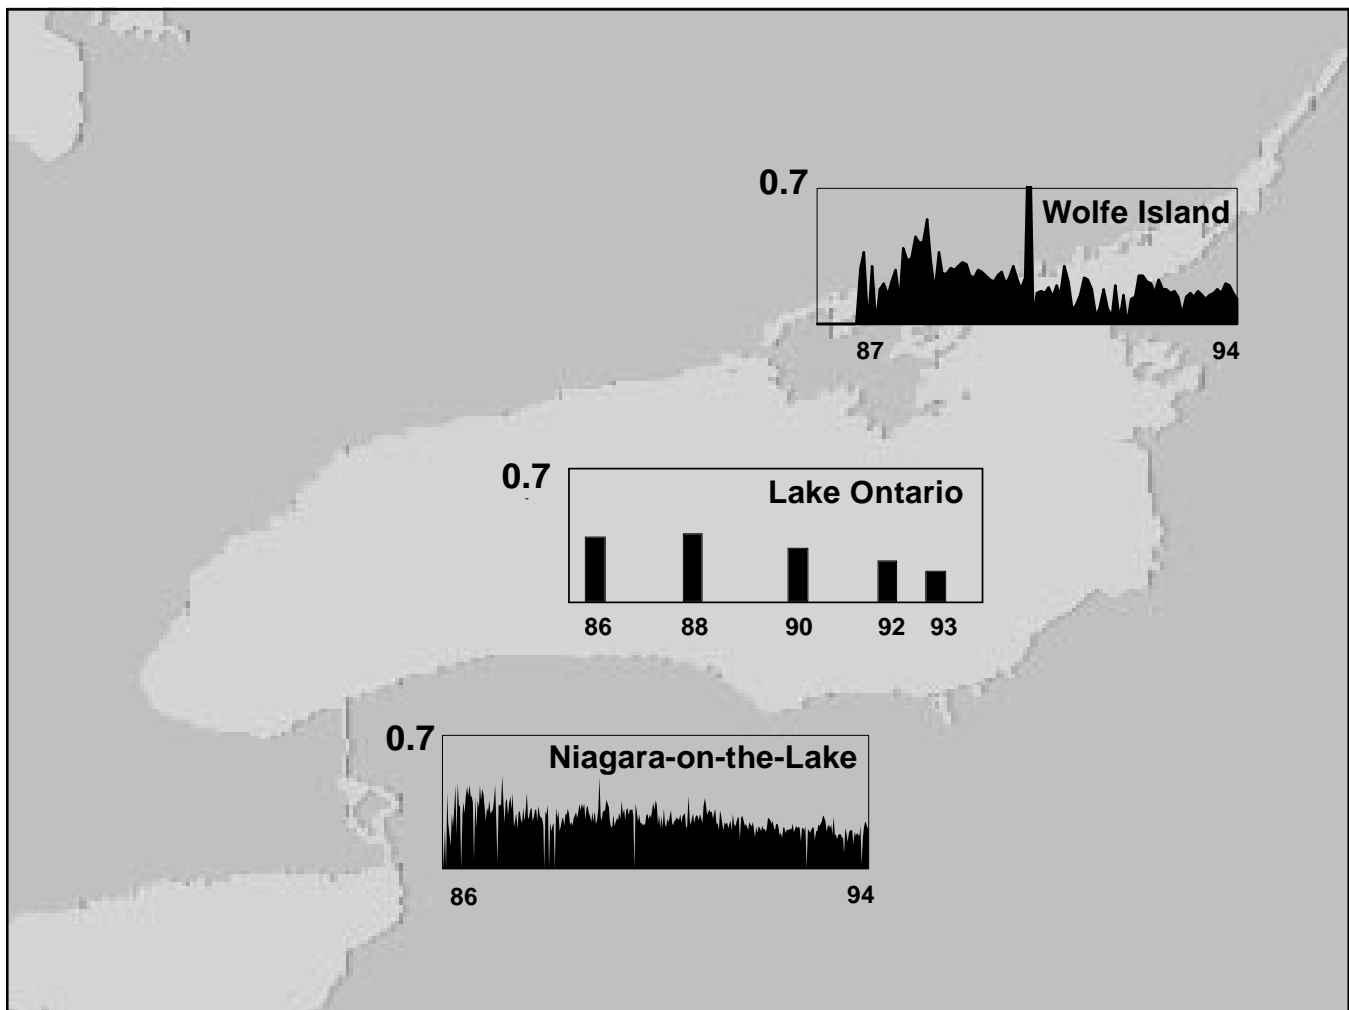 0.7
Wolfe Island
87 94
0.7
Lake Ontario
86 88 90 92 93
0.7
Niagara-on-the-Lake
86 94